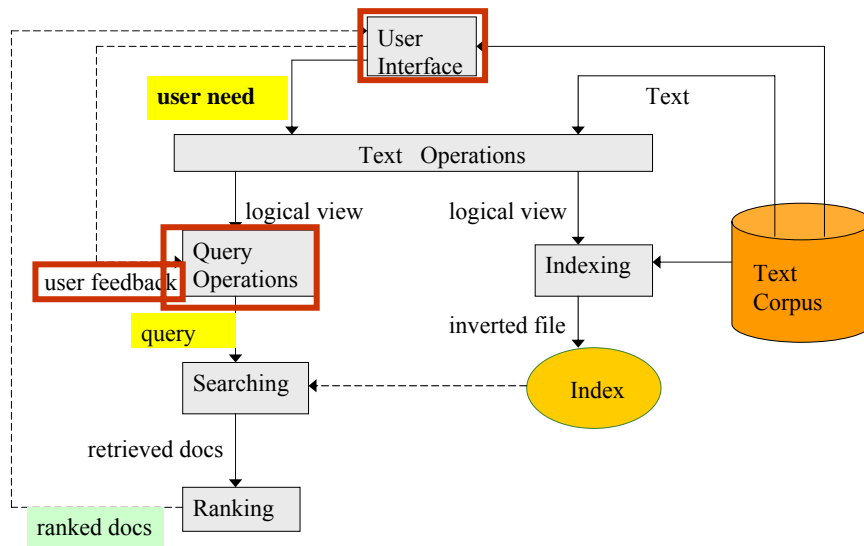 User
Interface
user need
Text
Text Operations
logical view
logical view
Query
Operations
Indexing
Text
Corpus
user feedback
query
inverted file
Searching
Index
retrieved docs
Ranking
ranked docs